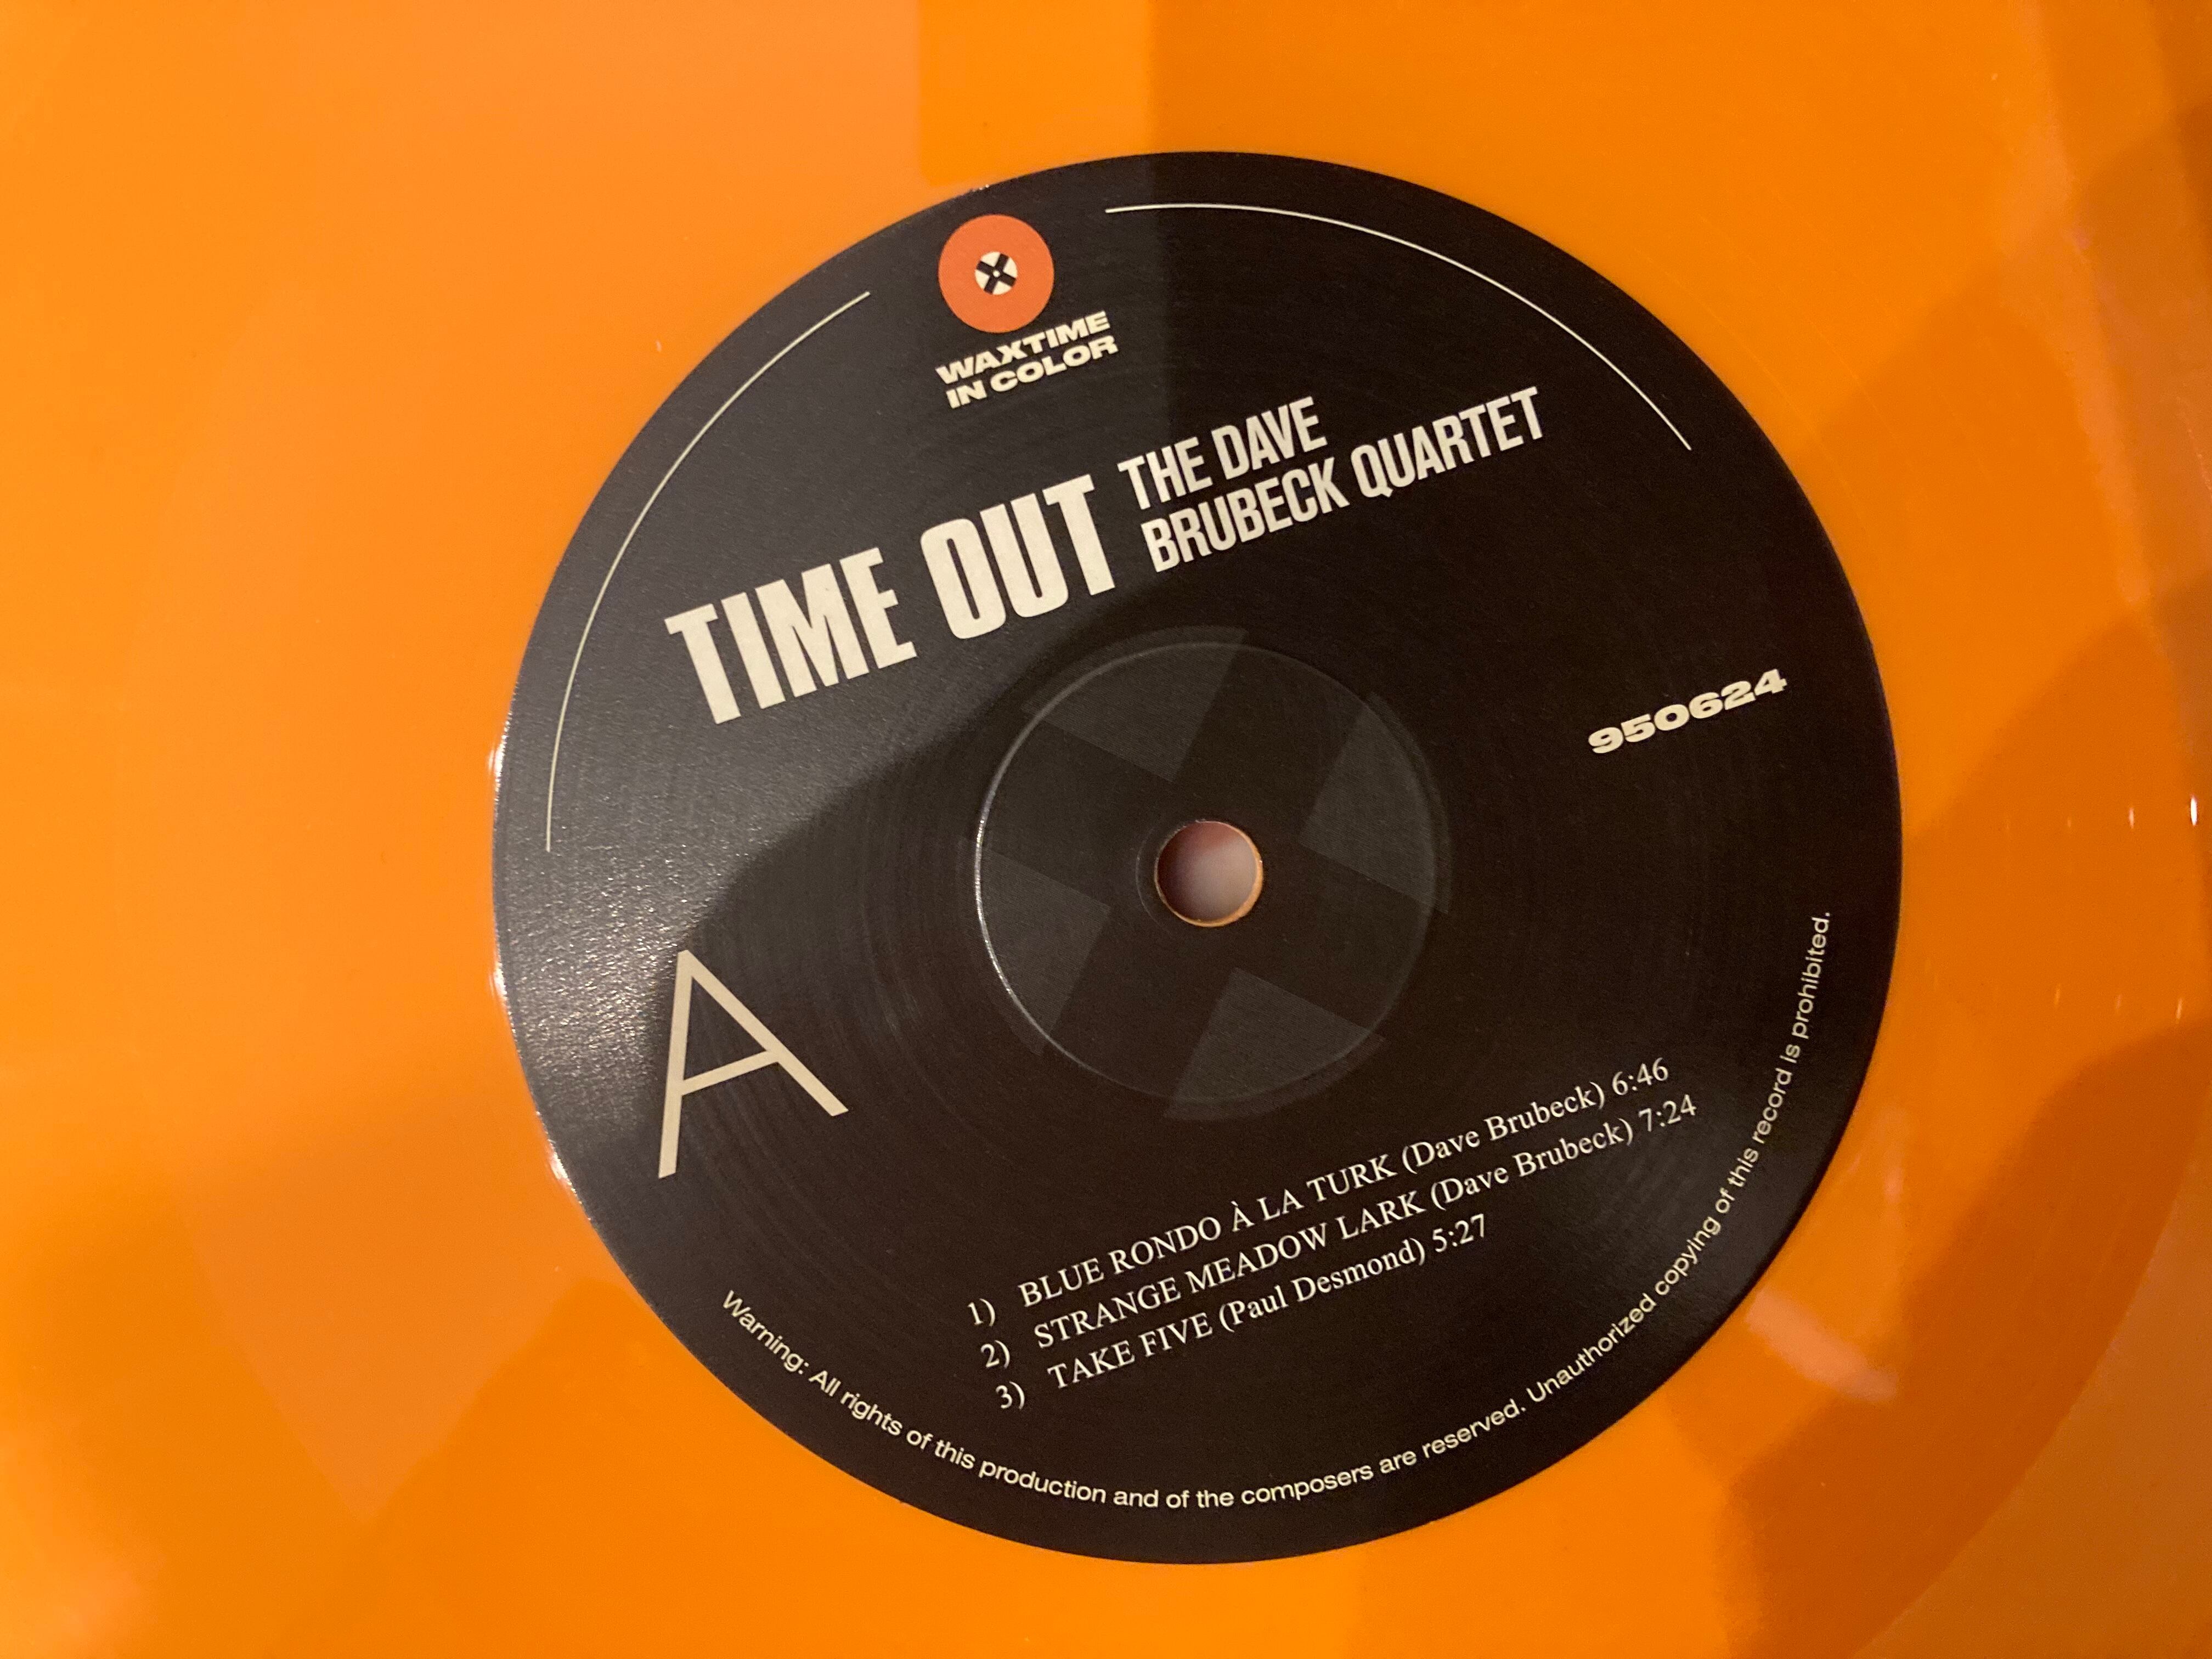 WAXTIME
IN COLOR
TIME OUT
THE DAVE
BRUBECK QUARTET
950624
A
1) BLUE RONDO À LA TURK (Dave Brubeck) 6:46
2) STRANGE MEADOW LARK (Dave Brubeck) 7:24
3) TAKE FIVE (Paul Desmond) 5:27
Warning: All rights of this production and of the composers are reserved. Unauthorized copying of this record is prohibited.